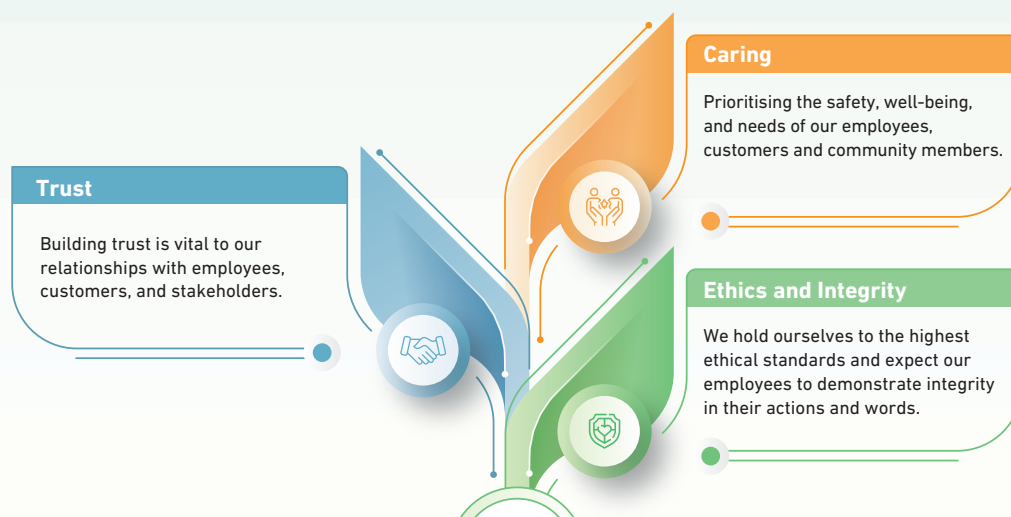 Caring
Prioritising the safety, well-being,
and needs of our employees,
customers and community members.
Trust
Building trust is vital to our
relationships with employees,
customers, and stakeholders.
Ethics and Integrity
We hold ourselves to the highest
ethical standards and expect our
employees to demonstrate integrity
in their actions and words.